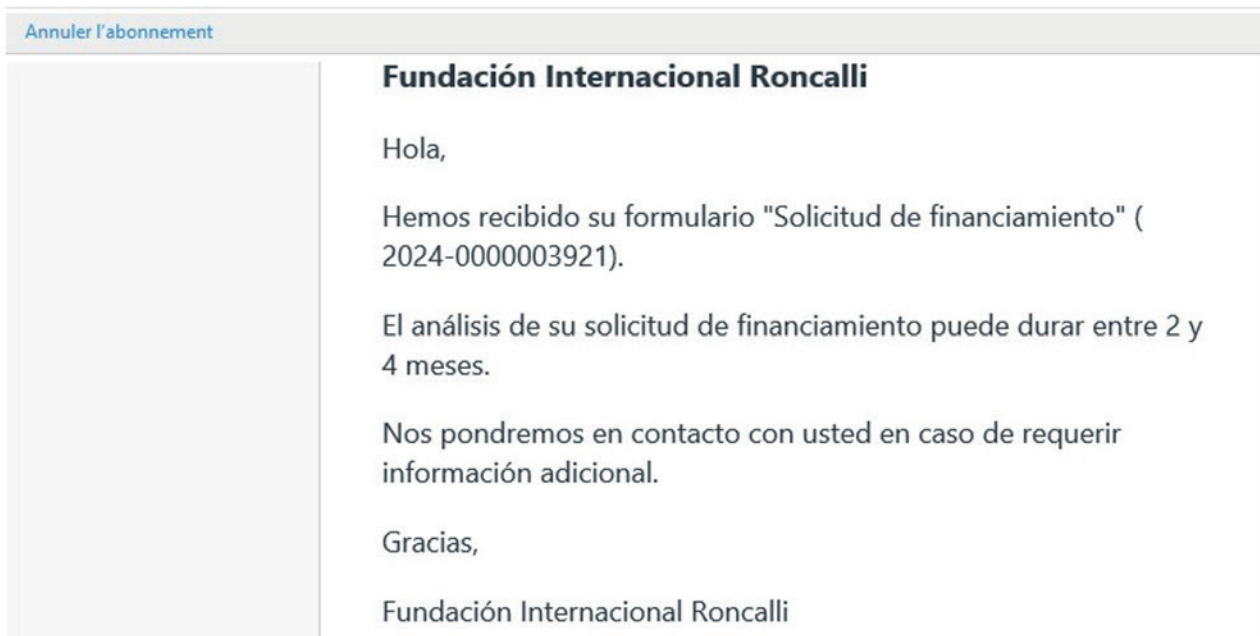 Annuler l'abonnement
Fundación Internacional Roncalli
Hola,
Hemos recibido su formulario "Solicitud de financiamiento" (
2024-0000003921).
El análisis de su solicitud de financiamiento puede durar entre 2 y
4 meses.
Nos pondremos en contacto con usted en caso de requerir
información adicional.
Gracias,
Fundación Internacional Roncalli